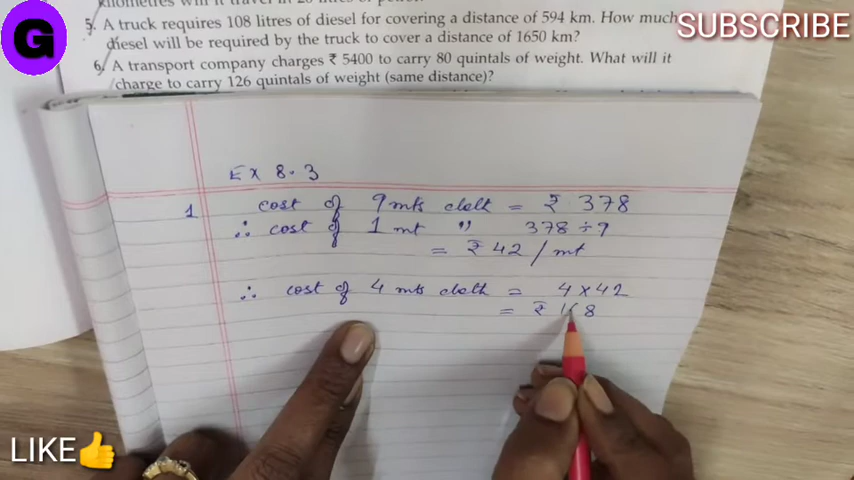 SUBSCRIBE
G
5. A truck requires 108 litres of diesel for covering a distance of 594 km. How much
diesel will be required by the truck to cover a distance of 1650 km?
6. A transport company charges ₹ 5400 to carry 80 quintals of weight. What will it
charge to carry 126 quintals of weight (same distance)?
Ex 8.3
1 cost of 9 mts cloth = ₹ 378
∴ cost of 1 mt " 378 ÷ 9
= ₹ 42 / mt
∴ cost of 4 mts cloth = 4 × 42
= ₹ 168
LIKE